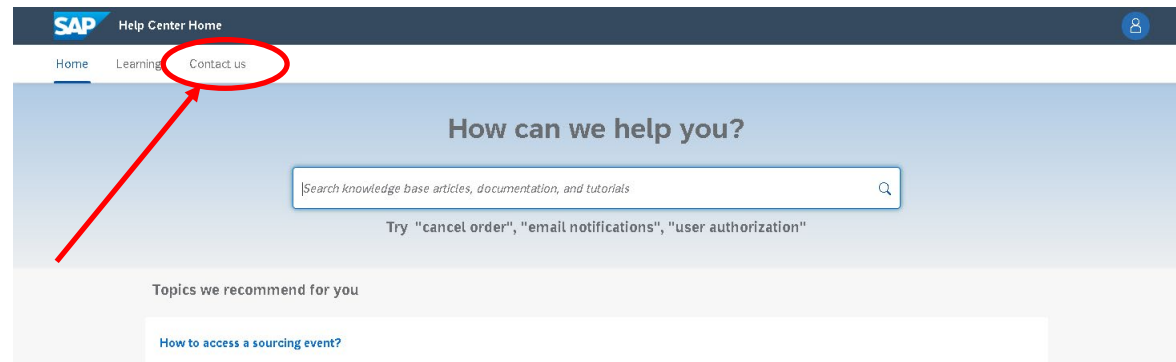 SAP Help Center Home
Home Learning Contact us
How can we help you?
Search knowledge base articles, documentation, and tutorials
Try "cancel order", "email notifications", "user authorization"
Topics we recommend for you
How to access a sourcing event?